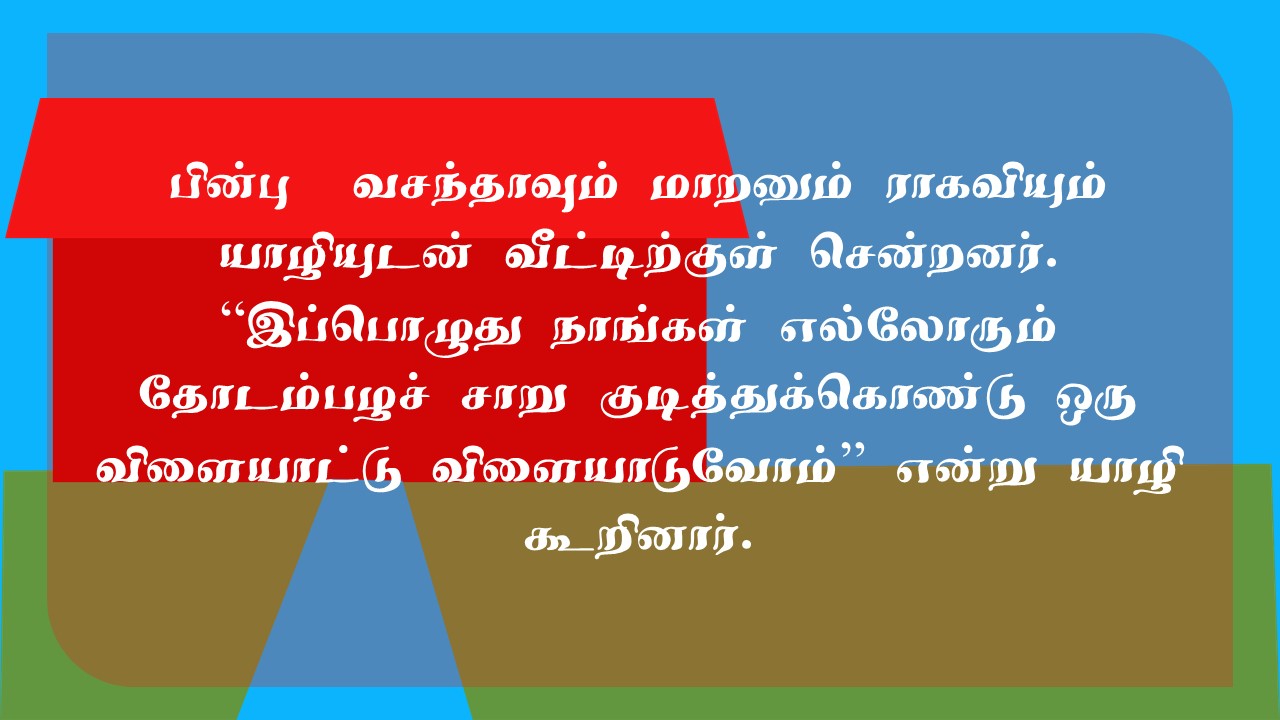 பின்பு வசந்தாவும் மாறனும் ராகவியும்
யாழியுடன் வீட்டிற்குள் சென்றனர்.
“இப்பொழுது நாங்கள் எல்லோரும்
தோடம்பழச் சாறு குடித்துக்கொண்டு ஒரு
விளையாட்டு விளையாடுவோம்” என்று யாழி
கூறினார்.